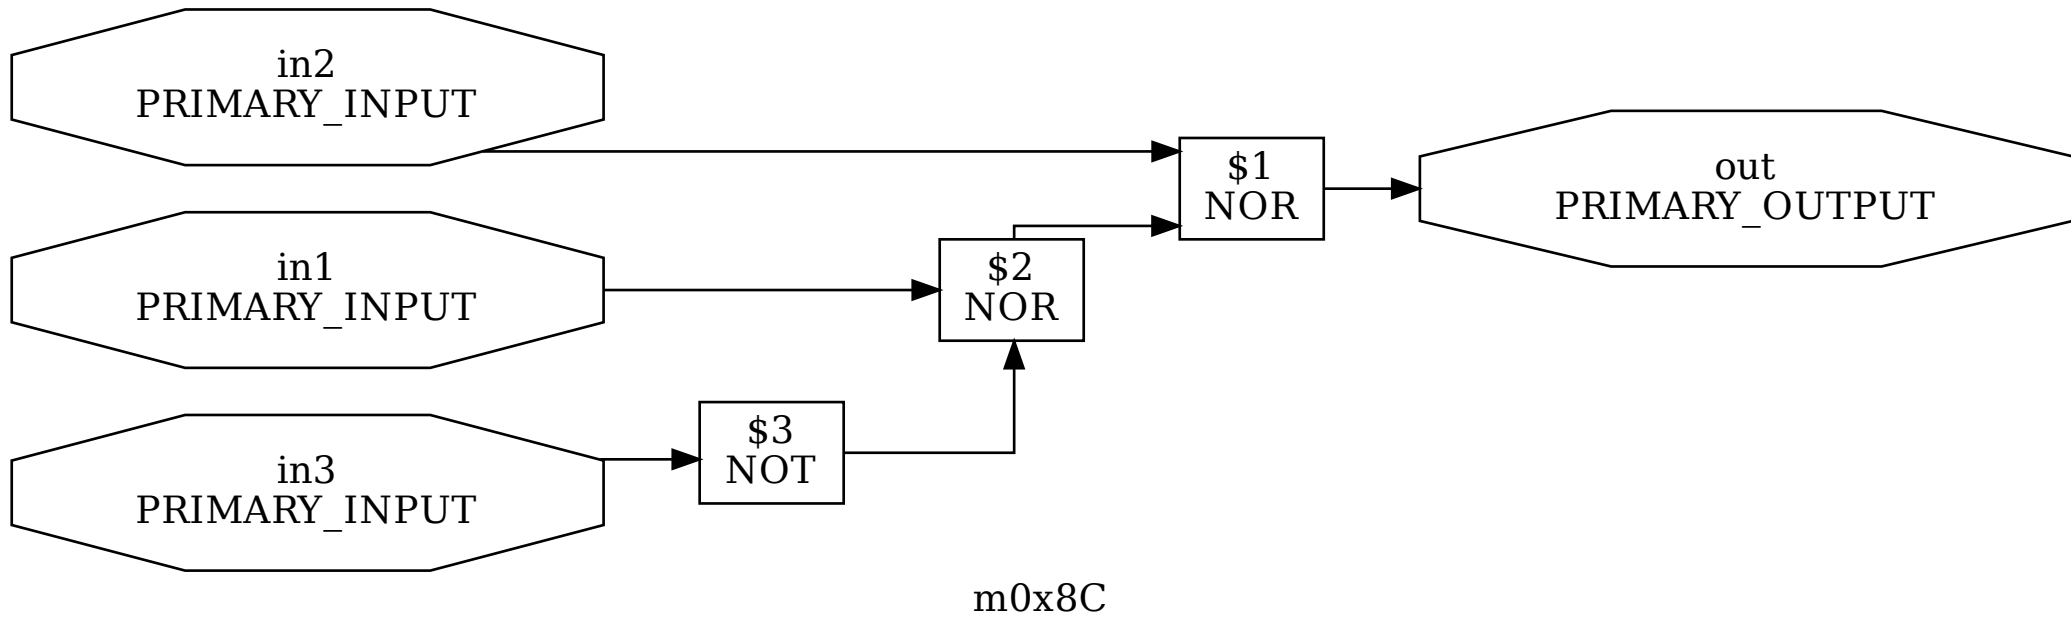 in2
PRIMARY_INPUT
$1
NOR
out
PRIMARY_OUTPUT
in1
PRIMARY_INPUT
$2
NOR
$3
NOT
in3
PRIMARY_INPUT
m0x8C